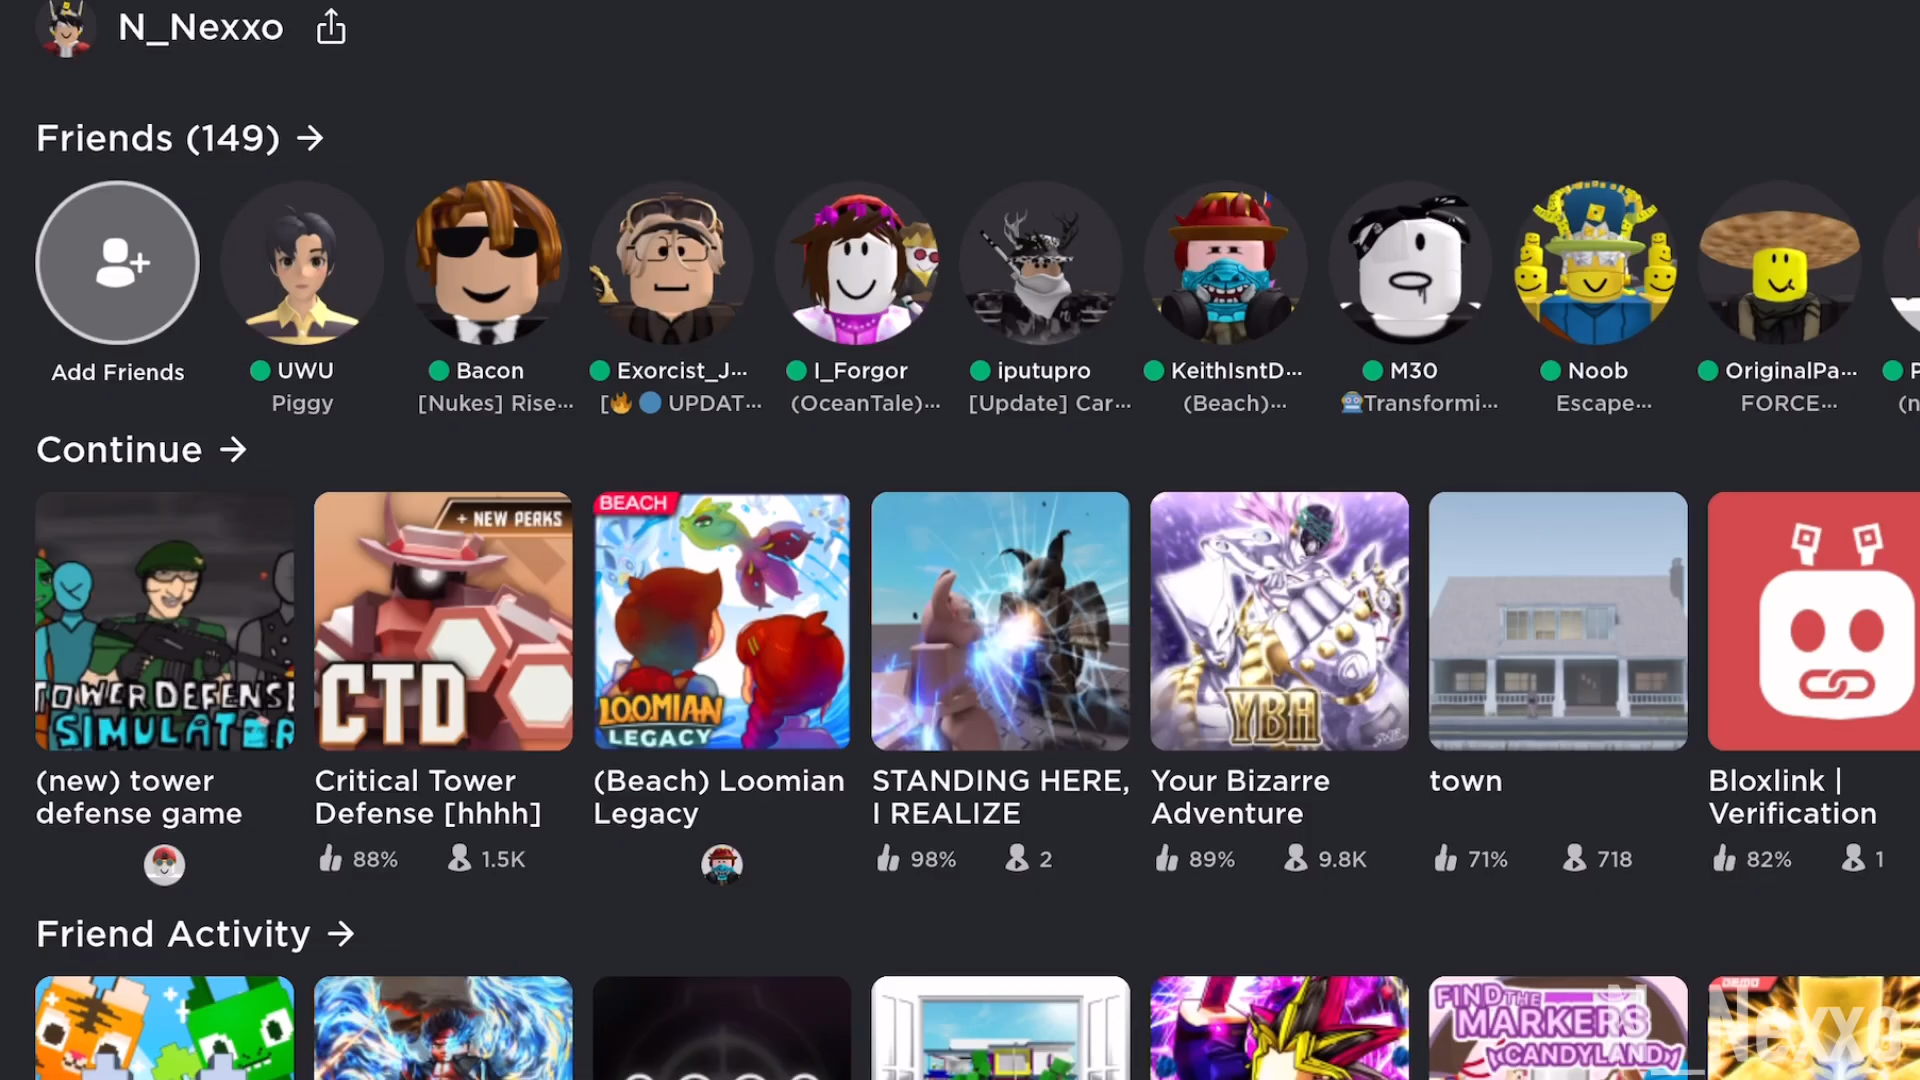 N_Nexxo
Friends (149) →
Add Friends
UWU
Piggy
Bacon
[Nukes] Rise...
Exorcist_J...
[🔥🔵 UPDAT...
I_Forgor
(OceanTale)...
iputupro
[Update] Car...
KeithIsntD...
(Beach)...
M30
🤖Transformi...
Noob
Escape...
OriginalPa...
FORCE...
Continue →
TOWER DEFENSE
SIMULATOR
+ NEW PERKS
CTD
BEACH
LOOMIAN
LEGACY
YBA
(new) tower
defense game
Critical Tower
Defense [hhhh]
88% 1.5K
(Beach) Loomian
Legacy
STANDING HERE,
I REALIZE
98% 2
Your Bizarre
Adventure
89% 9.8K
town
71% 718
Bloxlink |
Verification
82% 1
Friend Activity →
FIND THE
MARKERS
CANDYLAND
DEMO
N_Nexxo